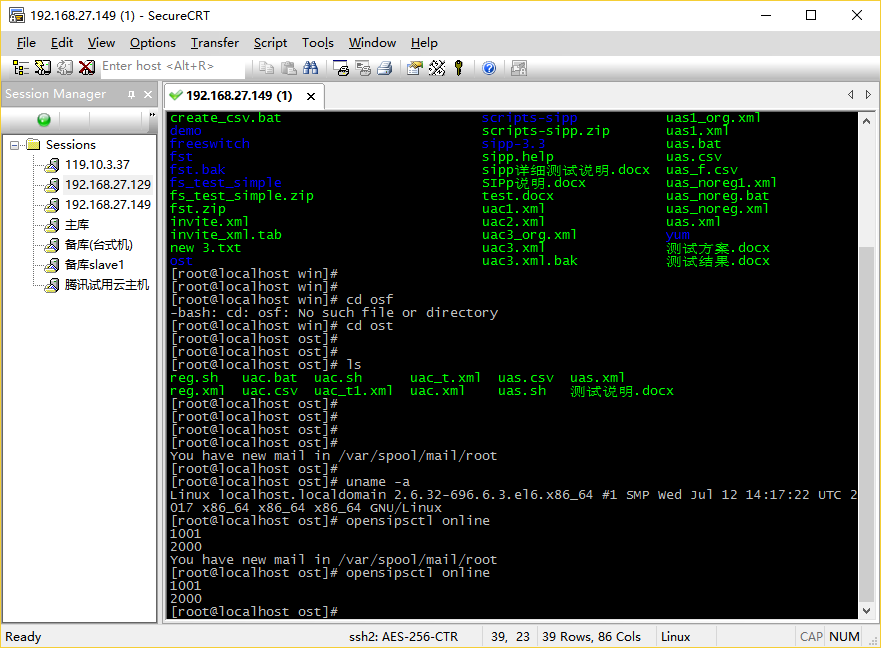 192.168.27.149 (1) - SecureCRT
File Edit View Options Transfer Script Tools Window Help
Enter host <Alt+R>
Session Manager
192.168.27.149 (1)
Sessions
119.10.3.37
192.168.27.129
192.168.27.149
主库
备库(台式机)
备库slave1
腾讯试用云主机
create_csv.bat scripts-sipp uas1_org.xml
demo scripts-sipp.zip uas1.xml
freeswitch sipp-3.3 uas.bat
fst sipp.help uas.csv
fst.bak sipp详细测试说明.docx uas_f.csv
fs_test_simple SIPp说明.docx uas_noreg1.xml
fs_test_simple.zip test.docx uas_noreg.bat
fst.zip uac1.xml uas_noreg.xml
invite.xml uac2.xml uas.xml
invite_xml.tab uac3_org.xml yum
new 3.txt uac3.xml 测试方案.docx
ost uac3.xml.bak 测试结果.docx
[root@localhost win]#
[root@localhost win]#
[root@localhost win]# cd osf
-bash: cd: osf: No such file or directory
[root@localhost win]# cd ost
[root@localhost ost]#
[root@localhost ost]#
[root@localhost ost]# ls
reg.sh uac.bat uac.sh uac_t.xml uas.csv uas.xml
reg.xml uac.csv uac_t1.xml uac.xml uas.sh 测试说明.docx
[root@localhost ost]#
[root@localhost ost]#
[root@localhost ost]#
[root@localhost ost]#
You have new mail in /var/spool/mail/root
[root@localhost ost]#
[root@localhost ost]# uname -a
Linux localhost.localdomain 2.6.32-696.6.3.el6.x86_64 #1 SMP Wed Jul 12 14:17:22 UTC 2
017 x86_64 x86_64 x86_64 GNU/Linux
[root@localhost ost]# opensipsctl online
1001
2000
You have new mail in /var/spool/mail/root
[root@localhost ost]# opensipsctl online
1001
2000
[root@localhost ost]#
Ready ssh2: AES-256-CTR 39, 23 39 Rows, 86 Cols Linux CAP NUM